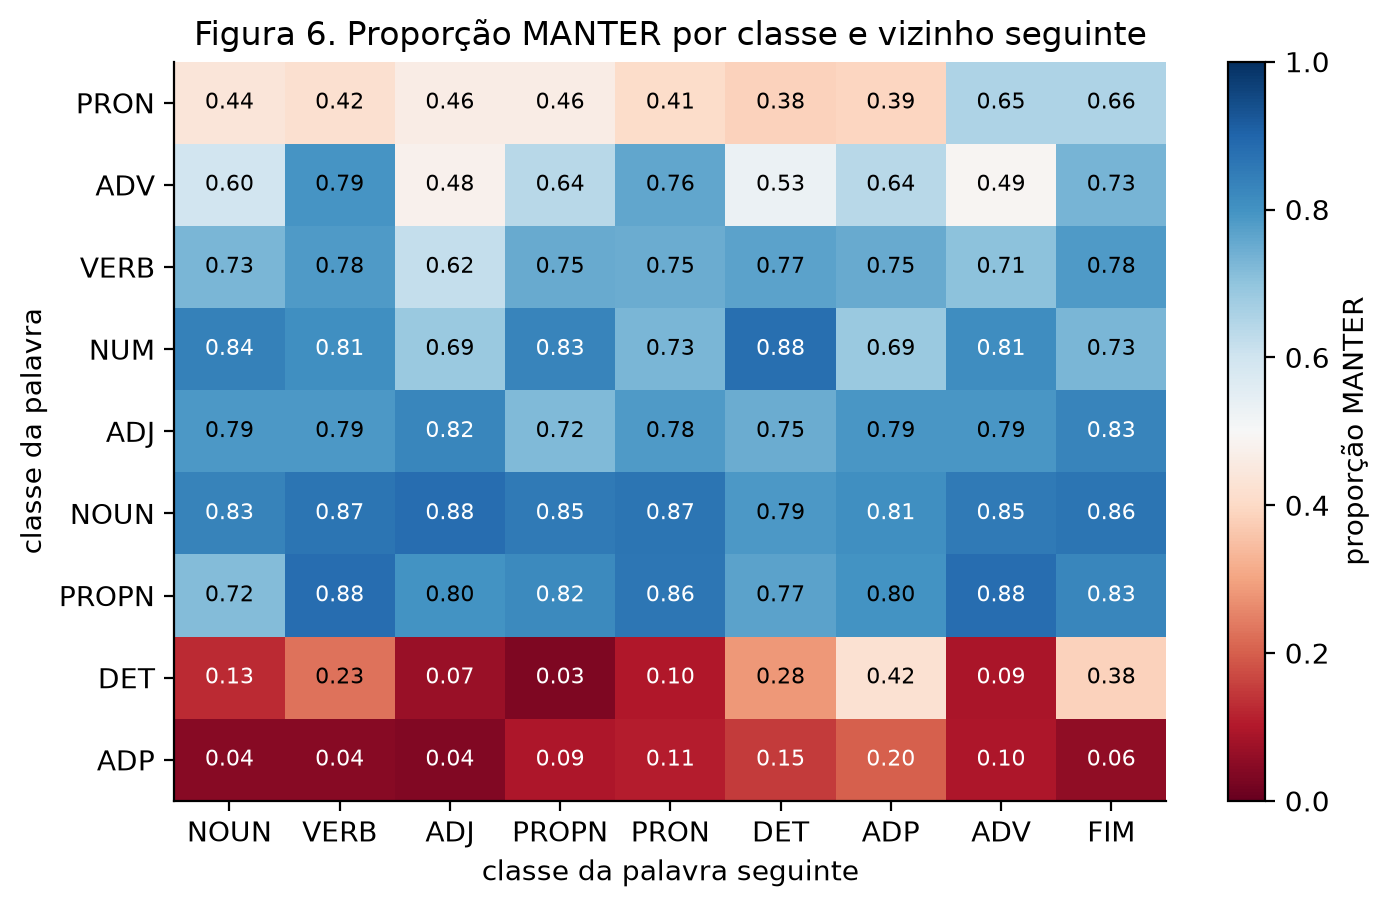 Figura 6. Proporção MANTER por classe e vizinho seguinte
PRON 0.44 0.42 0.46 0.46 0.41 0.38 0.39 0.65 0.66
ADV 0.60 0.79 0.48 0.64 0.76 0.53 0.64 0.49 0.73
VERB 0.73 0.78 0.62 0.75 0.75 0.77 0.75 0.71 0.78
NUM 0.84 0.81 0.69 0.83 0.73 0.88 0.69 0.81 0.73
ADJ 0.79 0.79 0.82 0.72 0.78 0.75 0.79 0.79 0.83
NOUN 0.83 0.87 0.88 0.85 0.87 0.79 0.81 0.85 0.86
PROPN 0.72 0.88 0.80 0.82 0.86 0.77 0.80 0.88 0.83
DET 0.13 0.23 0.07 0.03 0.10 0.28 0.42 0.09 0.38
ADP 0.04 0.04 0.04 0.09 0.11 0.15 0.20 0.10 0.06
NOUN VERB ADJ PROPN PRON DET ADP ADV FIM
classe da palavra seguinte
classe da palavra
1.0
0.8
0.6
0.4
0.2
0.0
proporção MANTER